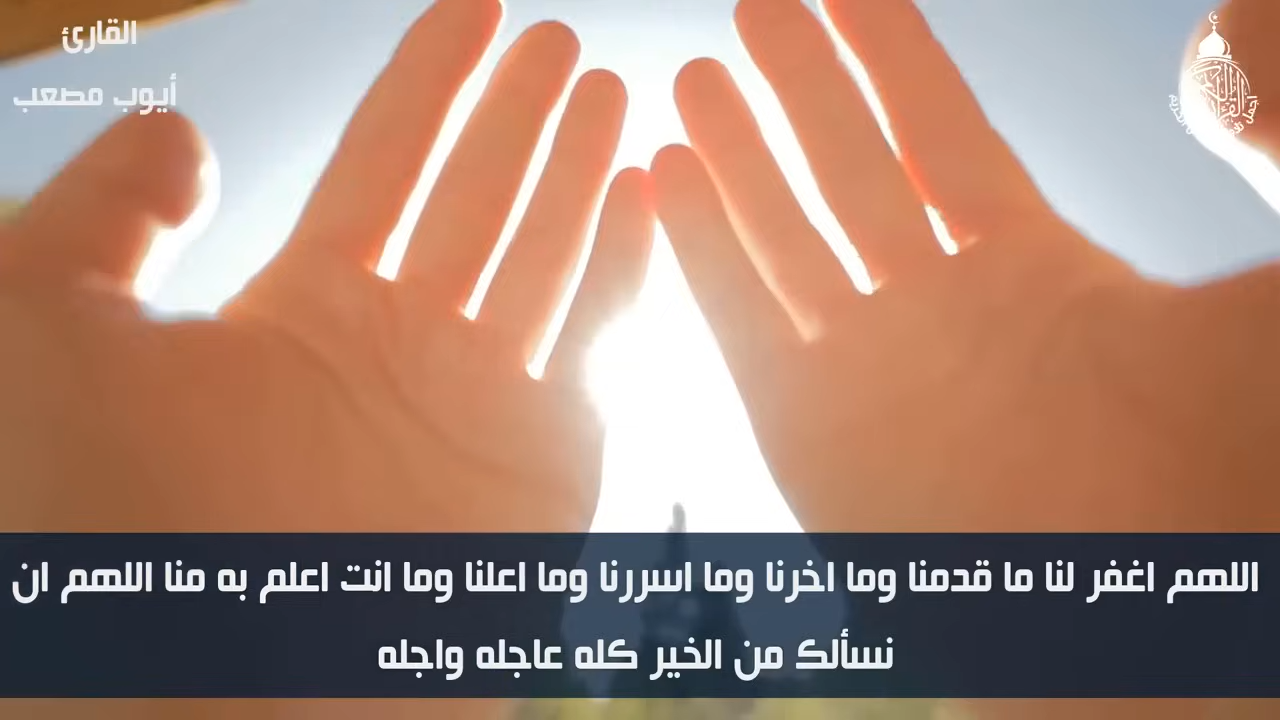 القارئ
أيوب مصعب
اللهم اغفر لنا ما قدمنا وما اخرنا وما اسررنا وما اعلنا وما انت اعلم به منا اللهم ان
نسألك من الخير كله عاجله واجله